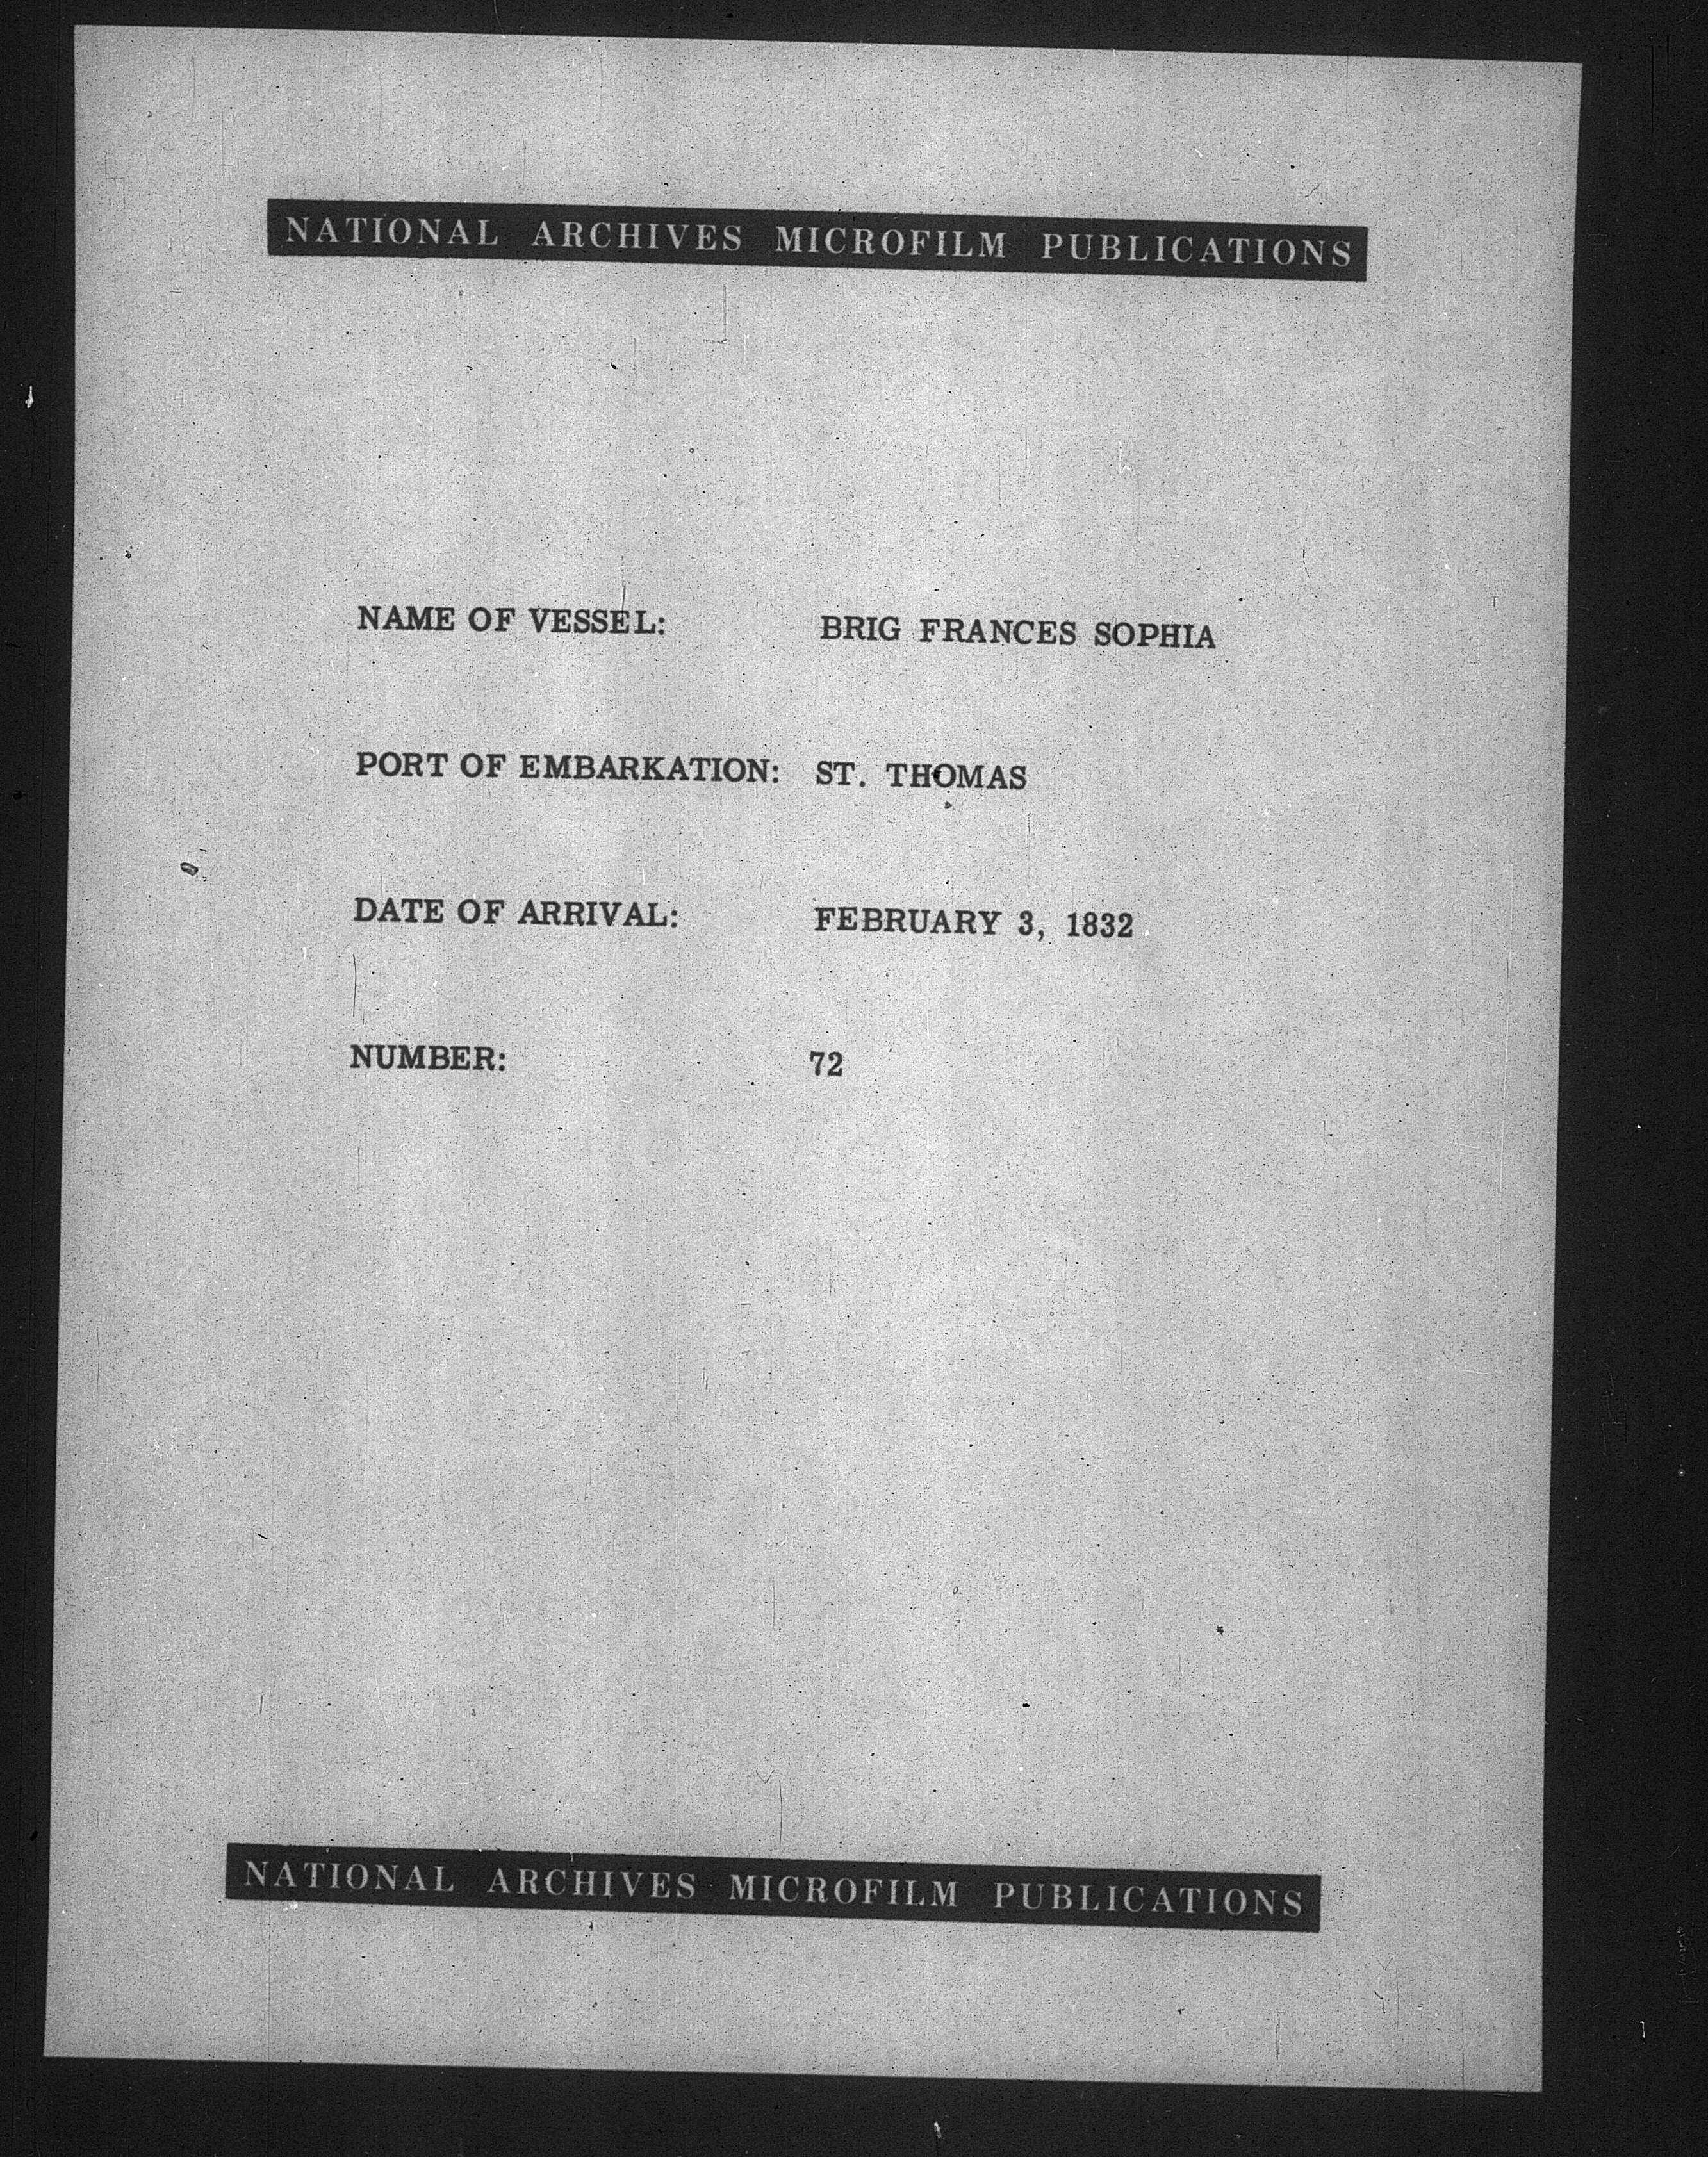 NATIONAL ARCHIVES MICROFILM PUBLICATIONS
NAME OF VESSEL: BRIG FRANCES SOPHIA
PORT OF EMBARKATION: ST. THOMAS
DATE OF ARRIVAL: FEBRUARY 3, 1832
NUMBER: 72
NATIONAL ARCHIVES MICROFILM PUBLICATIONS